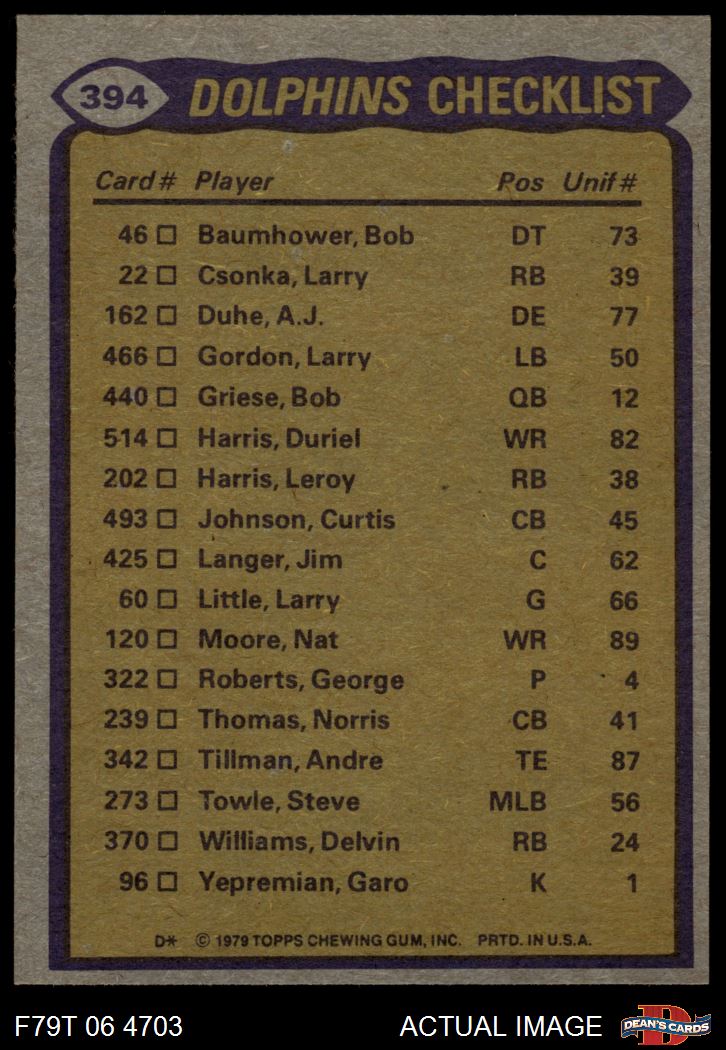 394 DOLPHINS CHECKLIST
Card # Player Pos Unif #
46 □ Baumhower, Bob DT 73
22 □ Csonka, Larry RB 39
162 □ Duhe, A.J. DE 77
466 □ Gordon, Larry LB 50
440 □ Griese, Bob QB 12
514 □ Harris, Duriel WR 82
202 □ Harris, Leroy RB 38
493 □ Johnson, Curtis CB 45
425 □ Langer, Jim C 62
60 □ Little, Larry G 66
120 □ Moore, Nat WR 89
322 □ Roberts, George P 4
239 □ Thomas, Norris CB 41
342 □ Tillman, Andre TE 87
273 □ Towle, Steve MLB 56
370 □ Williams, Delvin RB 24
96 □ Yepremian, Garo K 1
D* © 1979 TOPPS CHEWING GUM, INC. PRTD. IN U.S.A.
F79T 06 4703 ACTUAL IMAGE D DEAN'S CARDS